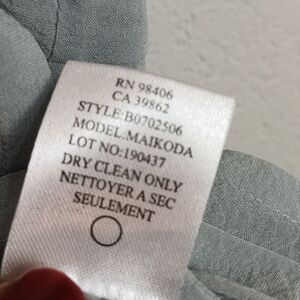 RN 98406
CA 39862
STYLE:B0702506
MODEL:MAIKODA
LOT NO:190437
DRY CLEAN ONLY
NETTOYER A SEC
SEULEMENT